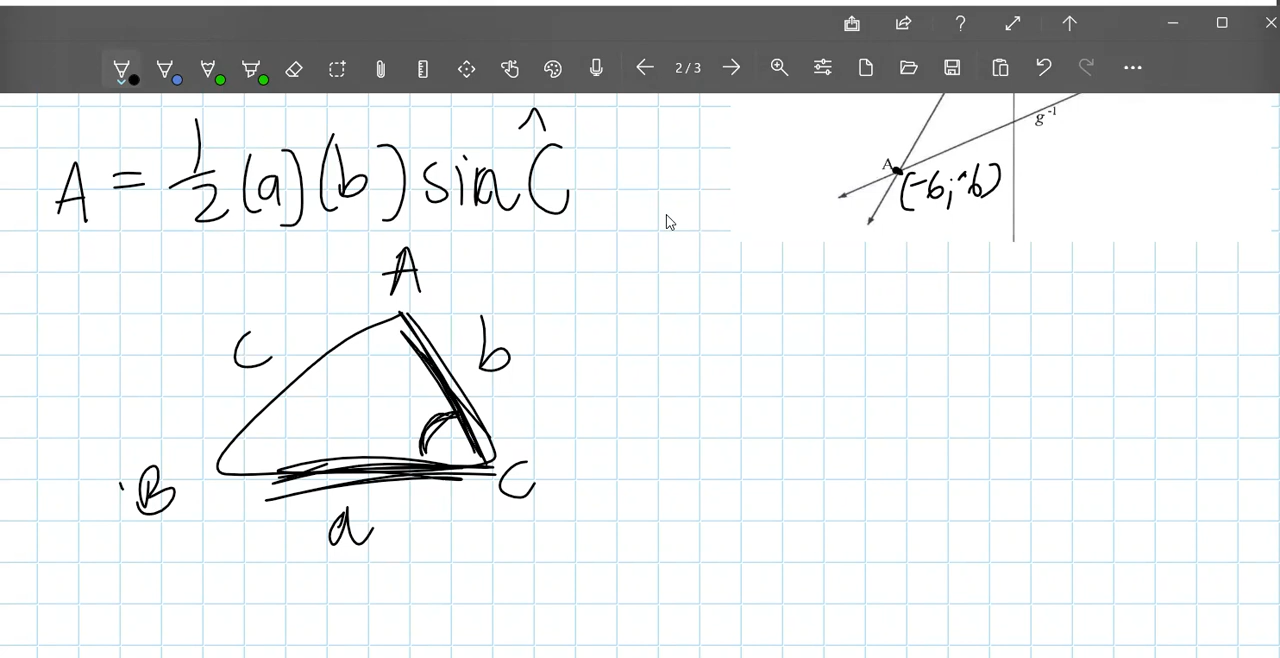 2 / 3
A = 1/2 (a)(b) sin Ĉ
A
c
b
B
C
a
g⁻¹
A
(-6;-6)